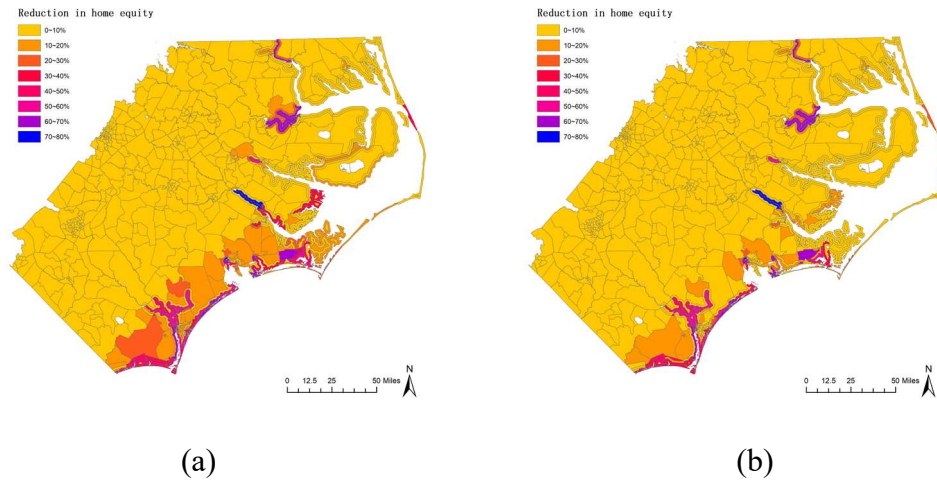 Reduction in home equity
0~10%
10~20%
20~30%
30~40%
40~50%
50~60%
60~70%
70~80%
N
0 12.5 25 50 Miles
(a)
Reduction in home equity
0~10%
10~20%
20~30%
30~40%
40~50%
50~60%
60~70%
70~80%
N
0 12.5 25 50 Miles
(b)